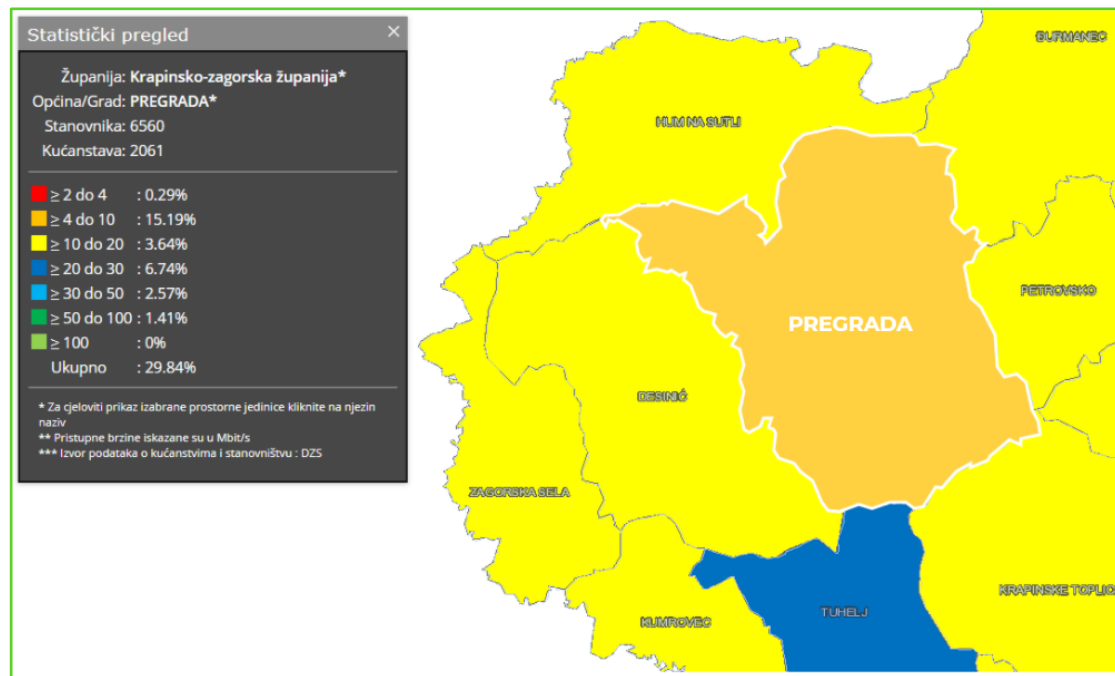 Statistički pregled ×
Županija: Krapinsko-zagorska županija*
Općina/Grad: PREGRADA*
Stanovnika: 6560
Kućanstava: 2061
≥ 2 do 4 : 0.29%
≥ 4 do 10 : 15.19%
≥ 10 do 20 : 3.64%
≥ 20 do 30 : 6.74%
≥ 30 do 50 : 2.57%
≥ 50 do 100 : 1.41%
≥ 100 : 0%
Ukupno : 29.84%
* Za cjeloviti prikaz izabrane prostorne jedinice kliknite na njezin
naziv
** Pristupne brzine iskazane su u Mbit/s
*** Izvor podataka o kućanstvima i stanovništvu : DZS
ĐURMANEC
HUM NA SUTLI
PETROVSKO
PREGRADA
DESINIĆ
ZAGORSKA SELA
KRAPINSKE TOPLIC
TUHELJ
KUMROVEC